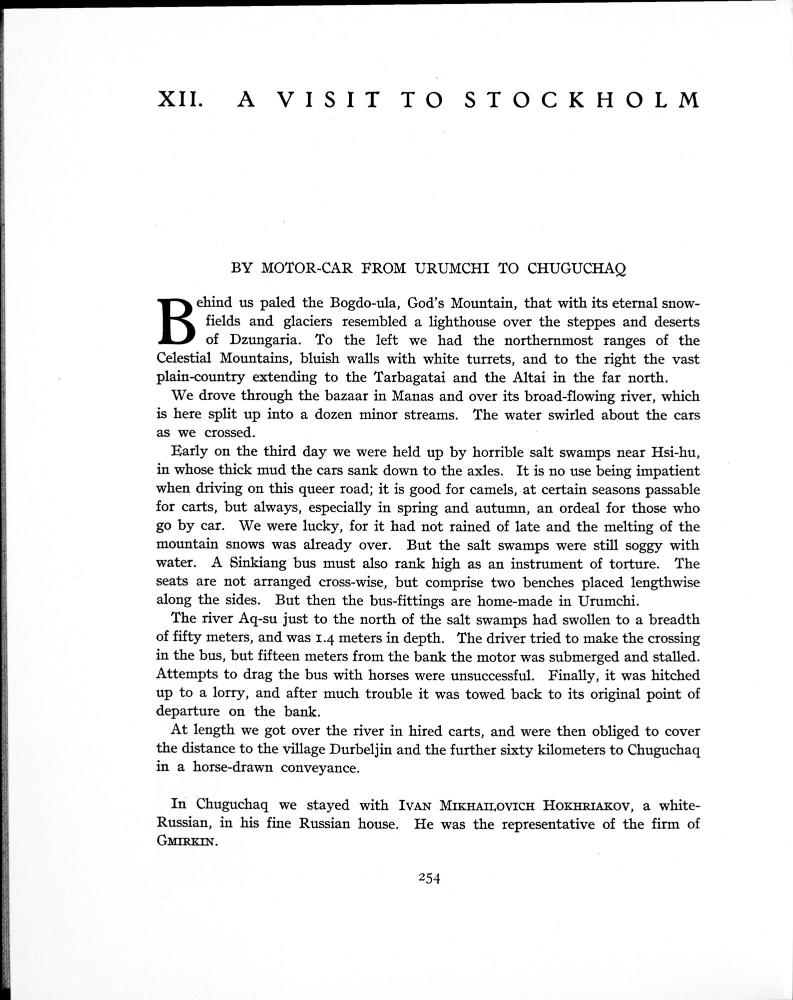 XII. A VISIT TO STOCKHOLM
BY MOTOR-CAR FROM URUMCHI TO CHUGUCHAQ
Behind us paled the Bogdo-ula, God's Mountain, that with its eternal snow-
fields and glaciers resembled a lighthouse over the steppes and deserts
of Dzungaria. To the left we had the northernmost ranges of the
Celestial Mountains, bluish walls with white turrets, and to the right the vast
plain-country extending to the Tarbagatai and the Altai in the far north.
We drove through the bazaar in Manas and over its broad-flowing river, which
is here split up into a dozen minor streams. The water swirled about the cars
as we crossed.
Early on the third day we were held up by horrible salt swamps near Hsi-hu,
in whose thick mud the cars sank down to the axles. It is no use being impatient
when driving on this queer road; it is good for camels, at certain seasons passable
for carts, but always, especially in spring and autumn, an ordeal for those who
go by car. We were lucky, for it had not rained of late and the melting of the
mountain snows was already over. But the salt swamps were still soggy with
water. A Sinkiang bus must also rank high as an instrument of torture. The
seats are not arranged cross-wise, but comprise two benches placed lengthwise
along the sides. But then the bus-fittings are home-made in Urumchi.
The river Aq-su just to the north of the salt swamps had swollen to a breadth
of fifty meters, and was 1.4 meters in depth. The driver tried to make the crossing
in the bus, but fifteen meters from the bank the motor was submerged and stalled.
Attempts to drag the bus with horses were unsuccessful. Finally, it was hitched
up to a lorry, and after much trouble it was towed back to its original point of
departure on the bank.
At length we got over the river in hired carts, and were then obliged to cover
the distance to the village Durbeljin and the further sixty kilometers to Chuguchaq
in a horse-drawn conveyance.
In Chuguchaq we stayed with IVAN MIKHAILOVICH HOKHRIAKOV, a white-
Russian, in his fine Russian house. He was the representative of the firm of
GMIRKIN.
254